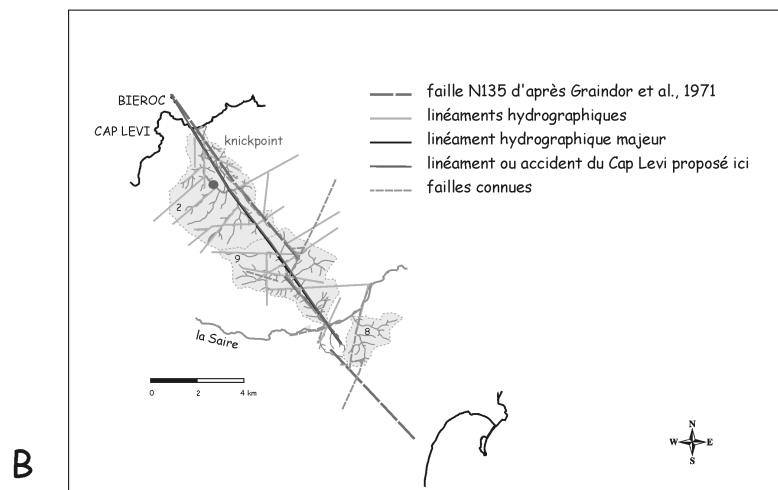 BIEROC
CAP LEVI
knickpoint
faille N135 d'après Graindor et al., 1971
linéaments hydrographiques
linéament hydrographique majeur
linéament ou accident du Cap Levi proposé ici
failles connues
2
9
8
la Saire
0 2 4 km
N
W E
S
B